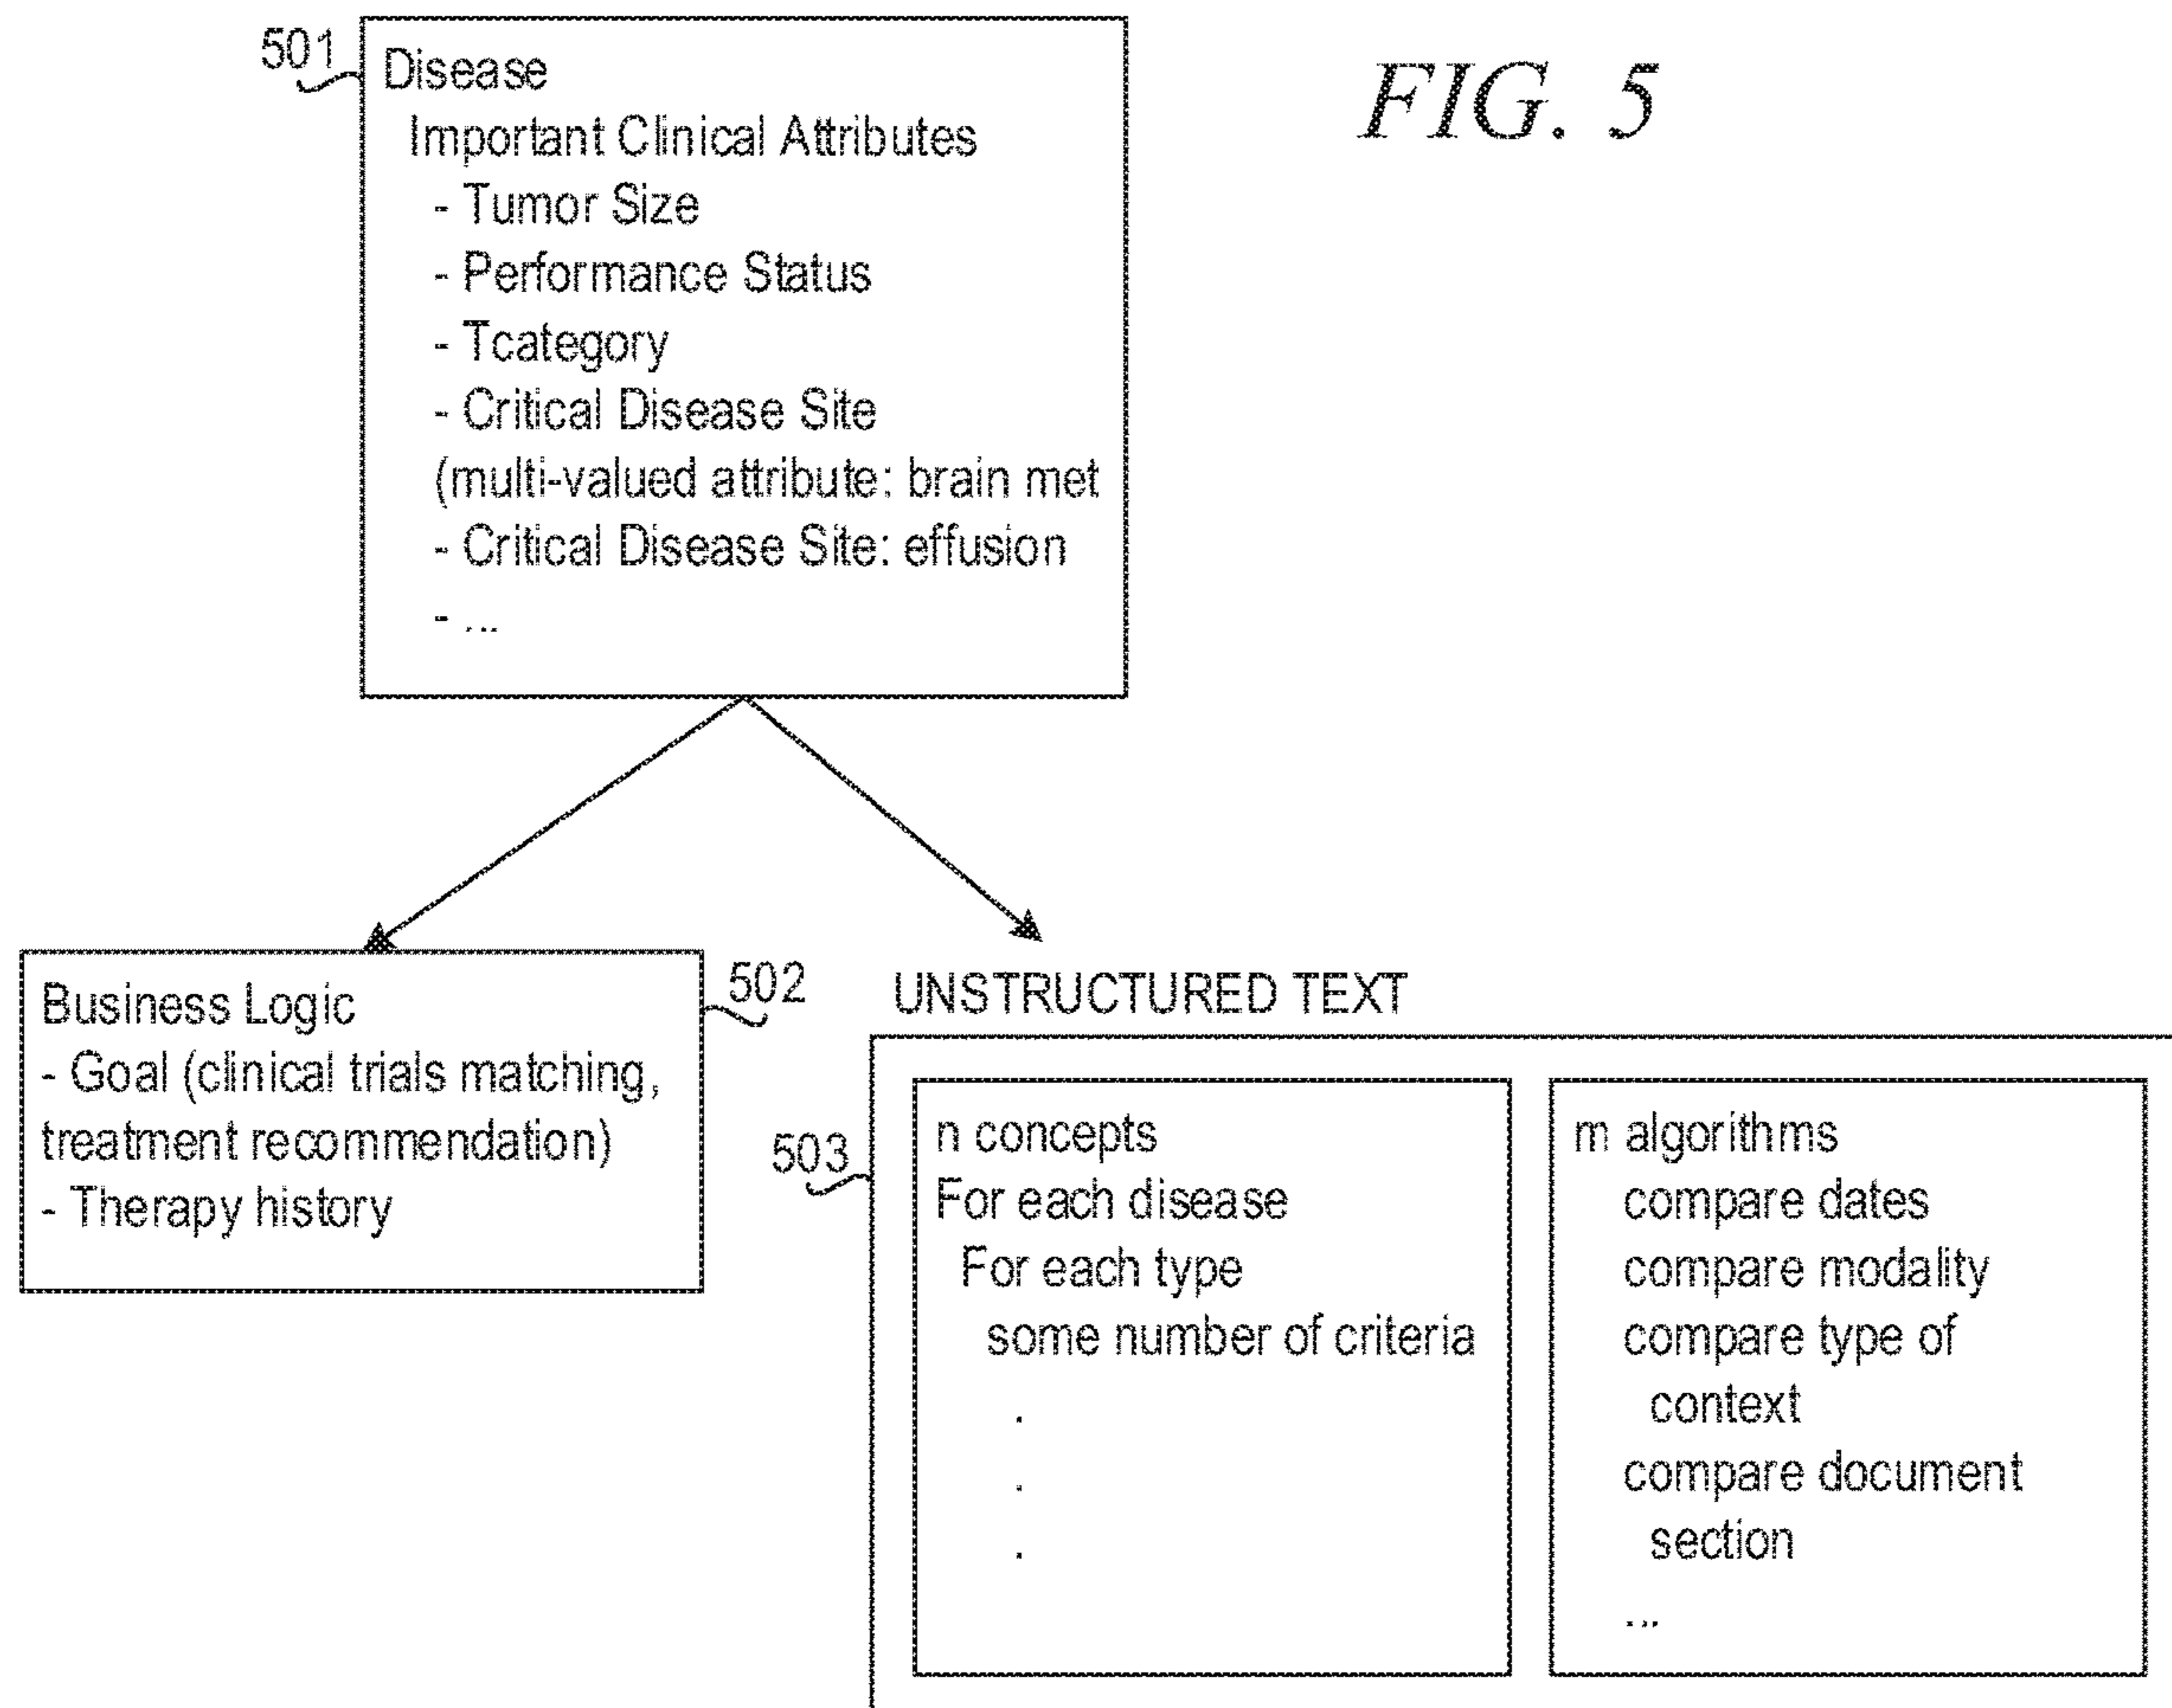 FIG. 5
501
Disease
Important Clinical Attributes
- Tumor Size
- Performance Status
- Tcategory
- Critical Disease Site
(multi-valued attribute: brain met
- Critical Disease Site: effusion
- ...
Business Logic
- Goal (clinical trials matching,
treatment recommendation)
- Therapy history
502
UNSTRUCTURED TEXT
503
n concepts
For each disease
For each type
some number of criteria
.
.
.
m algorithms
compare dates
compare modality
compare type of
context
compare document
section
...